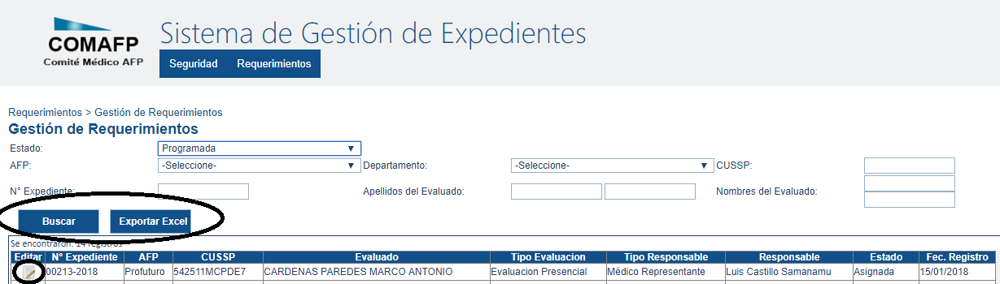 COMAFP
Comité Médico AFP
Sistema de Gestión de Expedientes
Seguridad Requerimientos
Requerimientos > Gestión de Requerimientos
Gestión de Requerimientos
Estado: Programada
AFP: -Seleccione- Departamento: -Seleccione- CUSSP:
N° Expediente: Apellidos del Evaluado: Nombres del Evaluado:
Buscar Exportar Excel
Se encontraron: 14 registros
Editar N° Expediente AFP CUSSP Evaluado Tipo Evaluacion Tipo Responsable Responsable Estado Fec. Registro
00213-2018 Profuturo 542511MCPDE7 CARDENAS PAREDES MARCO ANTONIO Evaluacion Presencial Médico Representante Luis Castillo Samanamu Asignada 15/01/2018